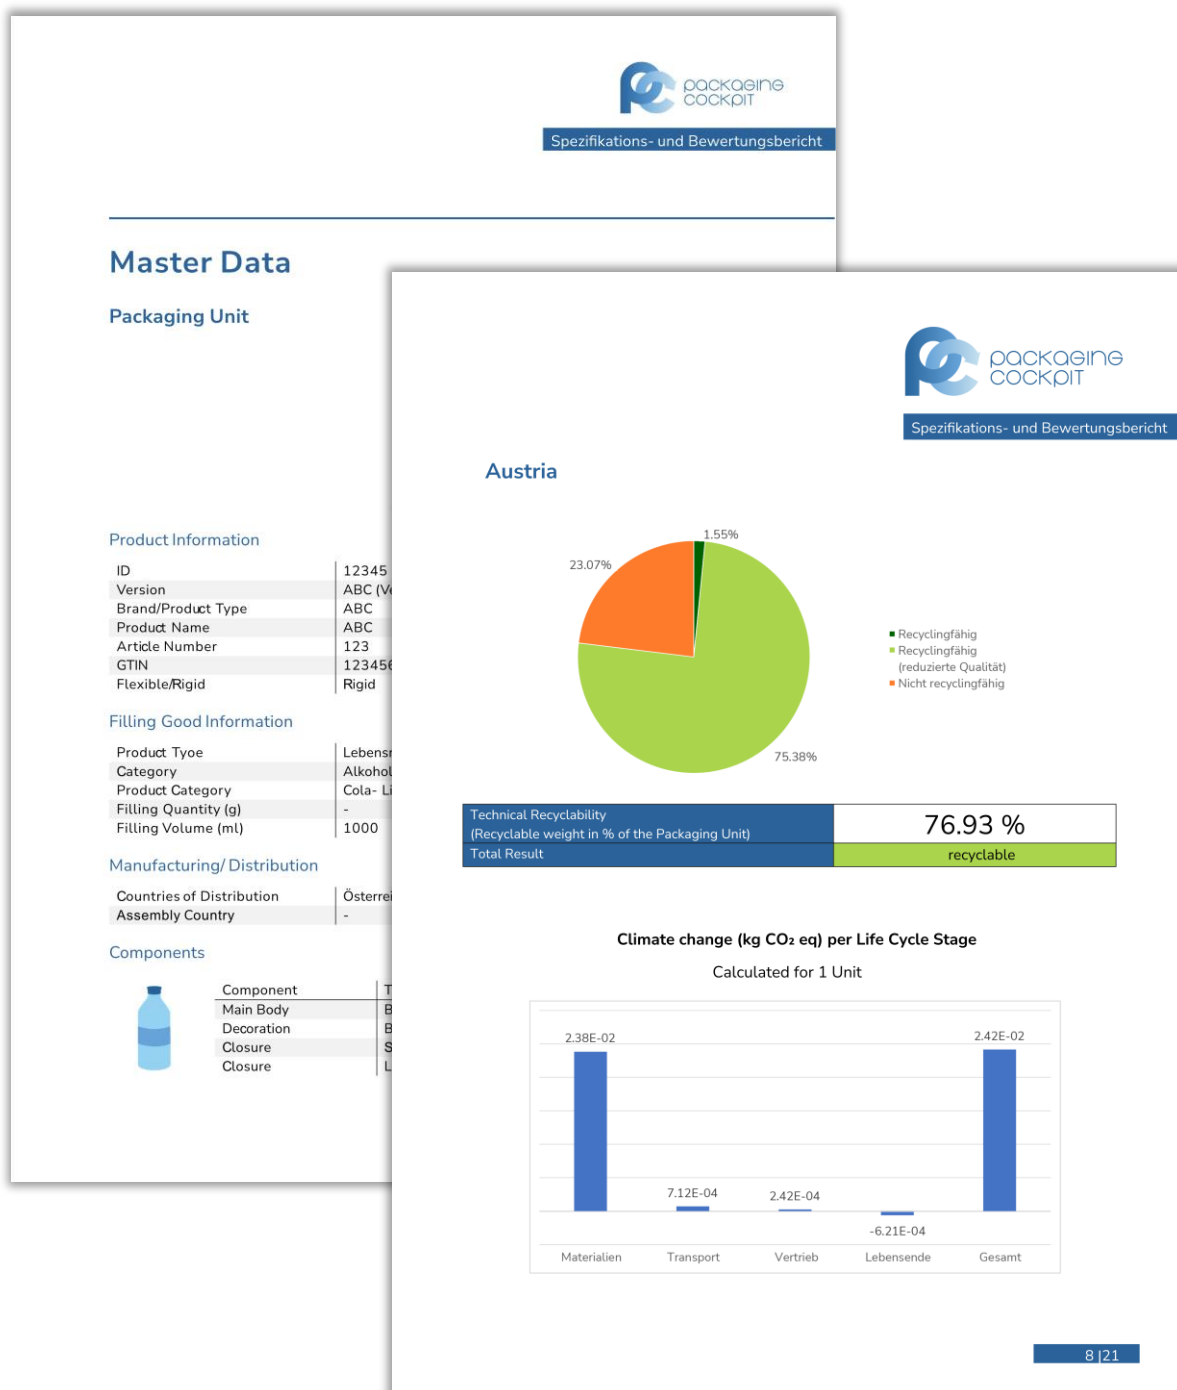 packaging
cockpit
Spezifikations- und Bewertungsbericht
Master Data
Packaging Unit
Product Information
ID 12345
Version ABC
Brand/Product Type ABC
Product Name ABC
Article Number 123
GTIN 123456
Flexible/Rigid Rigid
Filling Good Information
Product Tyoe
Category
Product Category Cola-
Filling Quantity (g) -
Filling Volume (ml) 1000
Manufacturing/ Distribution
Countries of Distribution
Assembly Country -
Components
Component
Main Body
Decoration
Closure
Closure
packaging
cockpit
Spezifikations- und Bewertungsbericht
Austria
1.55%
23.07%
75.38%
Recyclingfähig
Recyclingfähig
(reduzierte Qualität)
Nicht recyclingfähig
Technical Recyclability
(Recyclable weight in % of the Packaging Unit)
76.93 %
Total Result recyclable
Climate change (kg CO₂ eq) per Life Cycle Stage
Calculated for 1 Unit
2.38E-02
7.12E-04
2.42E-04
-6.21E-04
2.42E-02
Materialien Transport Vertrieb Lebensende Gesamt
8 |21